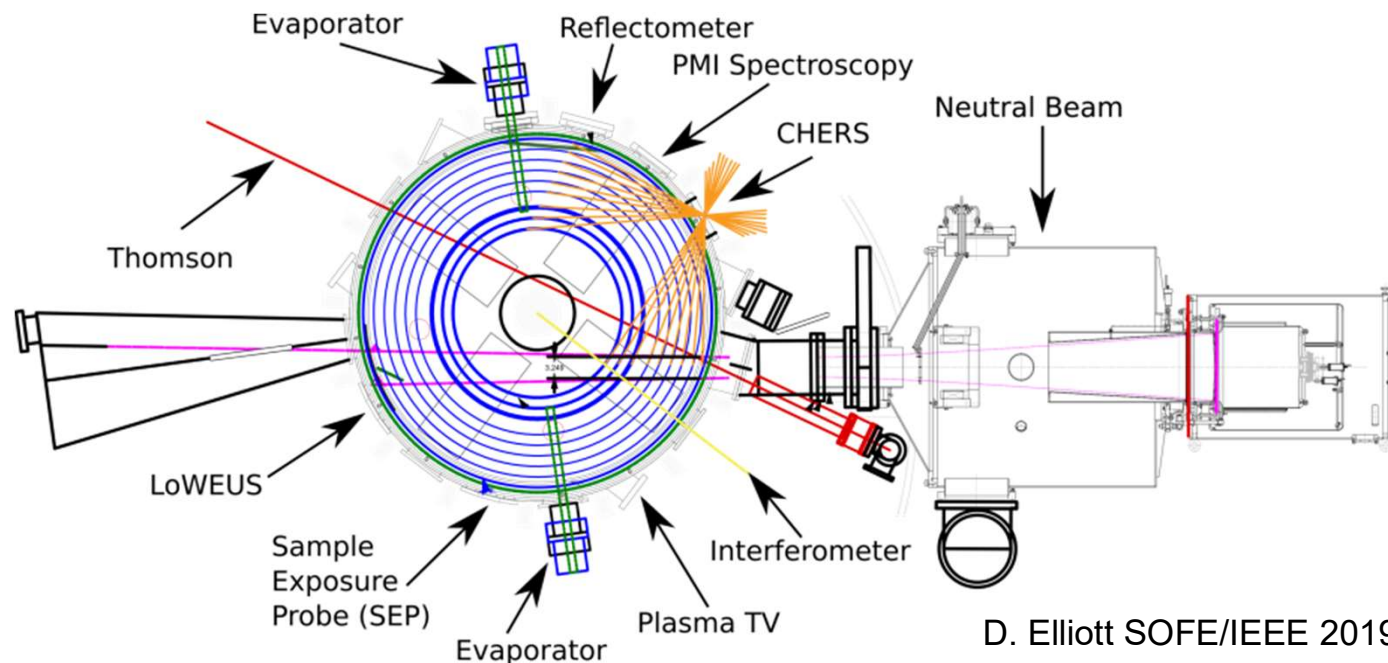 Evaporator
Reflectometer
PMI Spectroscopy
Neutral Beam
CHERS
Thomson
LoWEUS
Sample
Exposure
Probe (SEP)
Interferometer
Plasma TV
Evaporator
D. Elliott SOFE/IEEE 2019